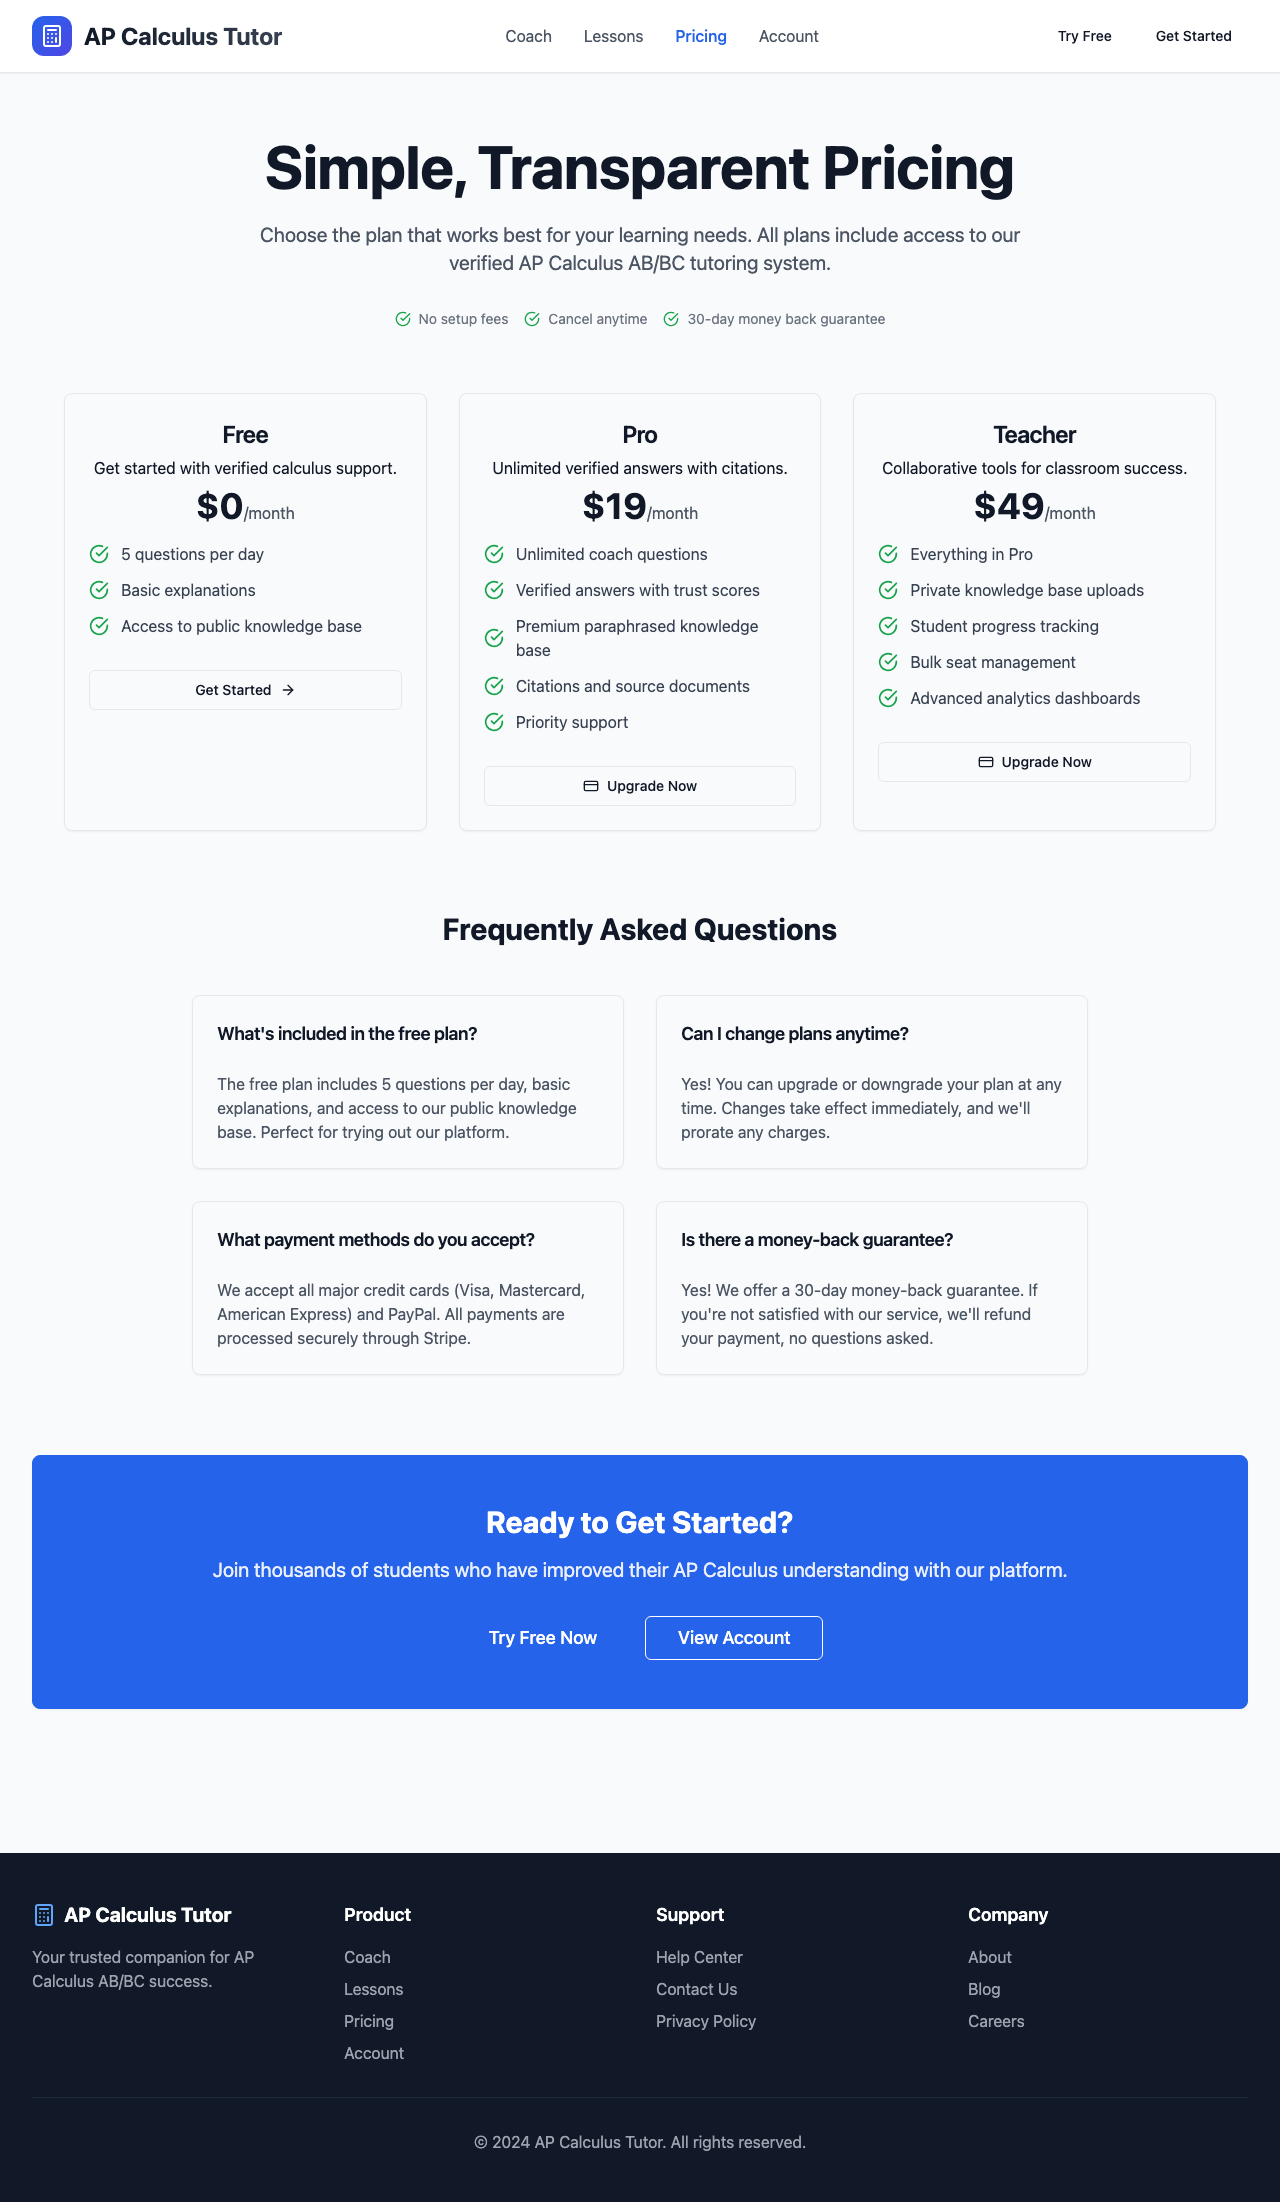 AP Calculus Tutor
Coach
Lessons
Pricing
Account
Try Free
Get Started
Simple, Transparent Pricing
Choose the plan that works best for your learning needs. All plans include access to our
verified AP Calculus AB/BC tutoring system.
No setup fees
Cancel anytime
30-day money back guarantee
Free
Get started with verified calculus support.
$0/month
5 questions per day
Basic explanations
Access to public knowledge base
Get Started
Pro
Unlimited verified answers with citations.
$19/month
Unlimited coach questions
Verified answers with trust scores
Premium paraphrased knowledge
base
Citations and source documents
Priority support
Upgrade Now
Teacher
Collaborative tools for classroom success.
$49/month
Everything in Pro
Private knowledge base uploads
Student progress tracking
Bulk seat management
Advanced analytics dashboards
Upgrade Now
Frequently Asked Questions
What's included in the free plan?
The free plan includes 5 questions per day, basic
explanations, and access to our public knowledge
base. Perfect for trying out our platform.
Can I change plans anytime?
Yes! You can upgrade or downgrade your plan at any
time. Changes take effect immediately, and we'll
prorate any charges.
What payment methods do you accept?
We accept all major credit cards (Visa, Mastercard,
American Express) and PayPal. All payments are
processed securely through Stripe.
Is there a money-back guarantee?
Yes! We offer a 30-day money-back guarantee. If
you're not satisfied with our service, we'll refund
your payment, no questions asked.
Ready to Get Started?
Join thousands of students who have improved their AP Calculus understanding with our platform.
Try Free Now
View Account
AP Calculus Tutor
Your trusted companion for AP
Calculus AB/BC success.
Product
Coach
Lessons
Pricing
Account
Support
Help Center
Contact Us
Privacy Policy
Company
About
Blog
Careers
© 2024 AP Calculus Tutor. All rights reserved.